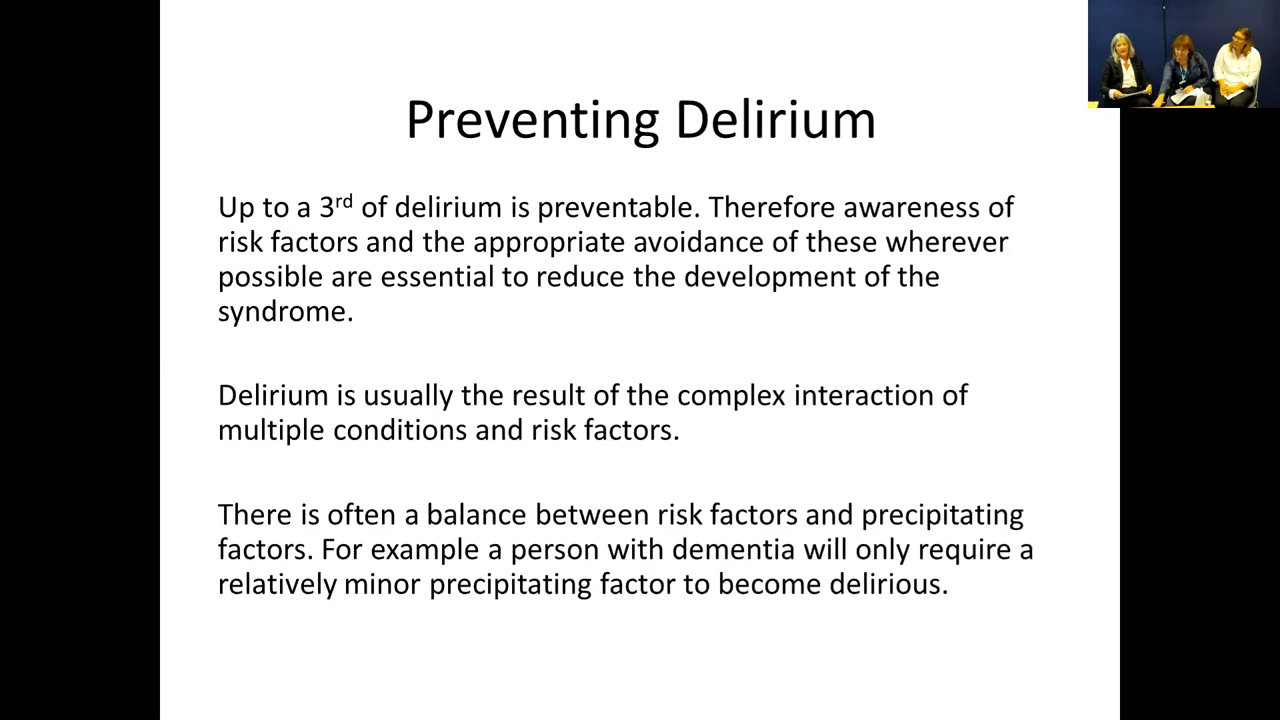 Preventing Delirium
Up to a 3rd of delirium is preventable. Therefore awareness of
risk factors and the appropriate avoidance of these wherever
possible are essential to reduce the development of the
syndrome.
Delirium is usually the result of the complex interaction of
multiple conditions and risk factors.
There is often a balance between risk factors and precipitating
factors. For example a person with dementia will only require a
relatively minor precipitating factor to become delirious.